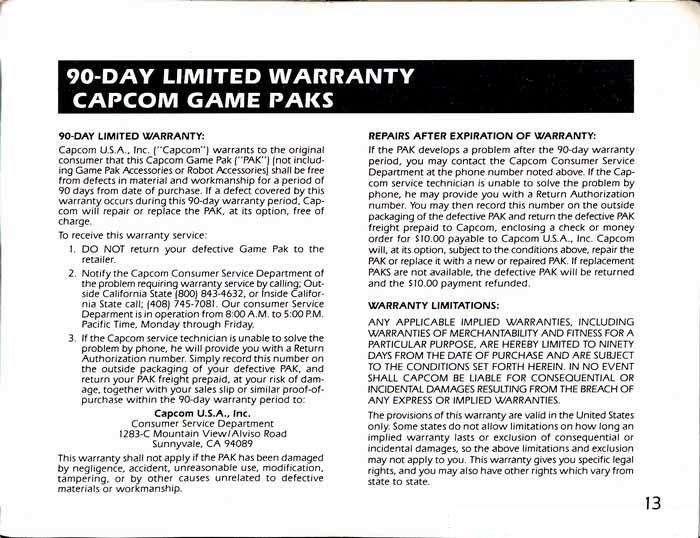 90-DAY LIMITED WARRANTY
CAPCOM GAME PAKS
90-DAY LIMITED WARRANTY:
Capcom U.S.A., Inc. ("Capcom") warrants to the original
consumer that this Capcom Game Pak ("PAK") (not includ-
ing Game Pak Accessories or Robot Accessories) shall be free
from defects in material and workmanship for a period of
90 days from date of purchase. If a defect covered by this
warranty occurs during this 90-day warranty period, Cap-
com will repair or replace the PAK, at its option, free of
charge.
To receive this warranty service:
1. DO NOT return your defective Game Pak to the
retailer.
2. Notify the Capcom Consumer Service Department of
the problem requiring warranty service by calling; Out-
side California State (800) 843-4632, or Inside Califor-
nia State call; (408) 745-7081. Our consumer Service
Deparment is in operation from 8:00 A.M. to 5:00 P.M.
Pacific Time, Monday through Friday.
3. If the Capcom service technician is unable to solve the
problem by phone, he will provide you with a Return
Authorization number. Simply record this number on
the outside packaging of your defective PAK, and
return your PAK freight prepaid, at your risk of dam-
age, together with your sales slip or similar proof-of-
purchase within the 90-day warranty period to:
Capcom U.S.A., Inc.
Consumer Service Department
1283-C Mountain View/Alviso Road
Sunnyvale, CA 94089
This warranty shall not apply if the PAK has been damaged
by negligence, accident, unreasonable use, modification,
tampering, or by other causes unrelated to defective
materials or workmanship.
REPAIRS AFTER EXPIRATION OF WARRANTY:
If the PAK develops a problem after the 90-day warranty
period, you may contact the Capcom Consumer Service
Department at the phone number noted above. If the Cap-
com service technician is unable to solve the problem by
phone, he may provide you with a Return Authorization
number. You may then record this number on the outside
packaging of the defective PAK and return the defective PAK
freight prepaid to Capcom, enclosing a check or money
order for $10.00 payable to Capcom U.S.A., Inc. Capcom
will, at its option, subject to the conditions above, repair the
PAK or replace it with a new or repaired PAK. If replacement
PAKS are not available, the defective PAK will be returned
and the $10.00 payment refunded.
WARRANTY LIMITATIONS:
ANY APPLICABLE IMPLIED WARRANTIES, INCLUDING
WARRANTIES OF MERCHANTABILITY AND FITNESS FOR A
PARTICULAR PURPOSE, ARE HEREBY LIMITED TO NINETY
DAYS FROM THE DATE OF PURCHASE AND ARE SUBJECT
TO THE CONDITIONS SET FORTH HEREIN. IN NO EVENT
SHALL CAPCOM BE LIABLE FOR CONSEQUENTIAL OR
INCIDENTAL DAMAGES RESULTING FROM THE BREACH OF
ANY EXPRESS OR IMPLIED WARRANTIES.
The provisions of this warranty are valid in the United States
only. Some states do not allow limitations on how long an
implied warranty lasts or exclusion of consequential or
incidental damages, so the above limitations and exclusion
may not apply to you. This warranty gives you specific legal
rights, and you may also have other rights which vary from
state to state.
13